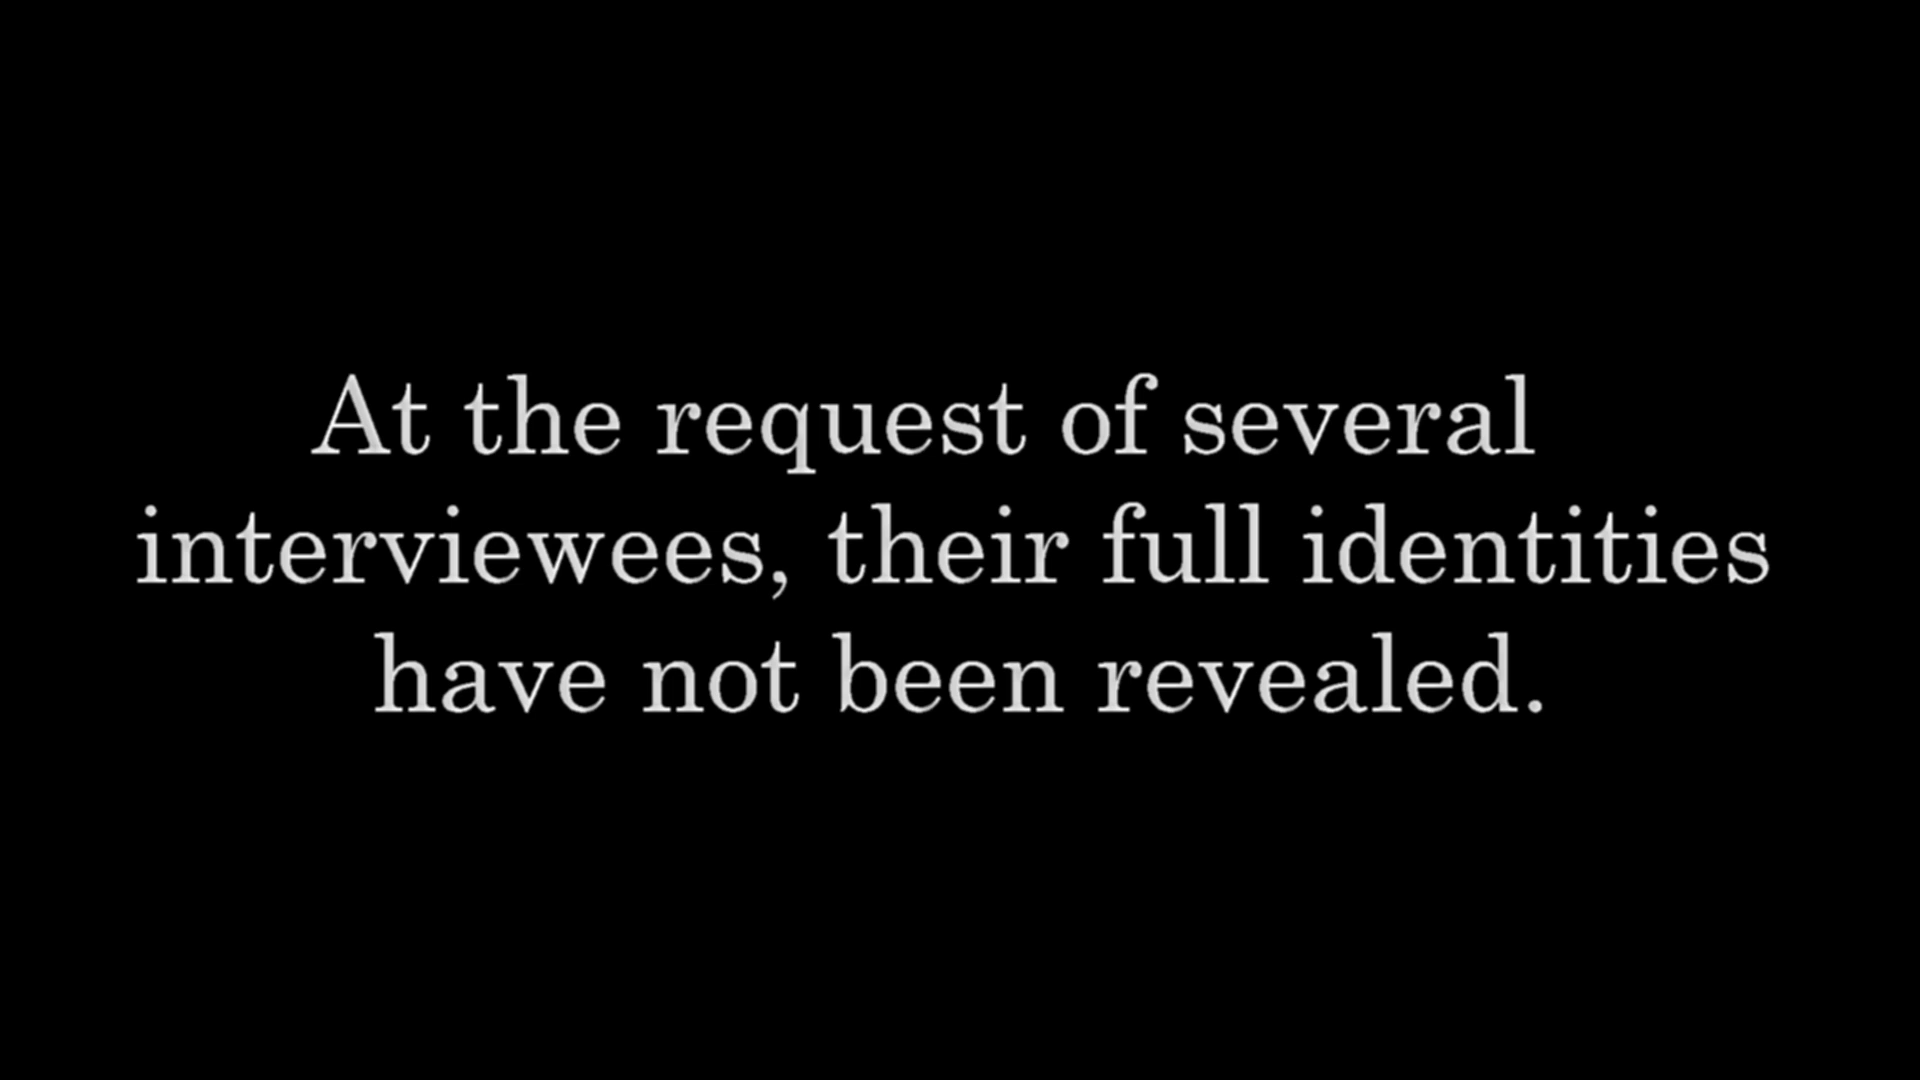 At the request of several
interviewees, their full identities
have not been revealed.